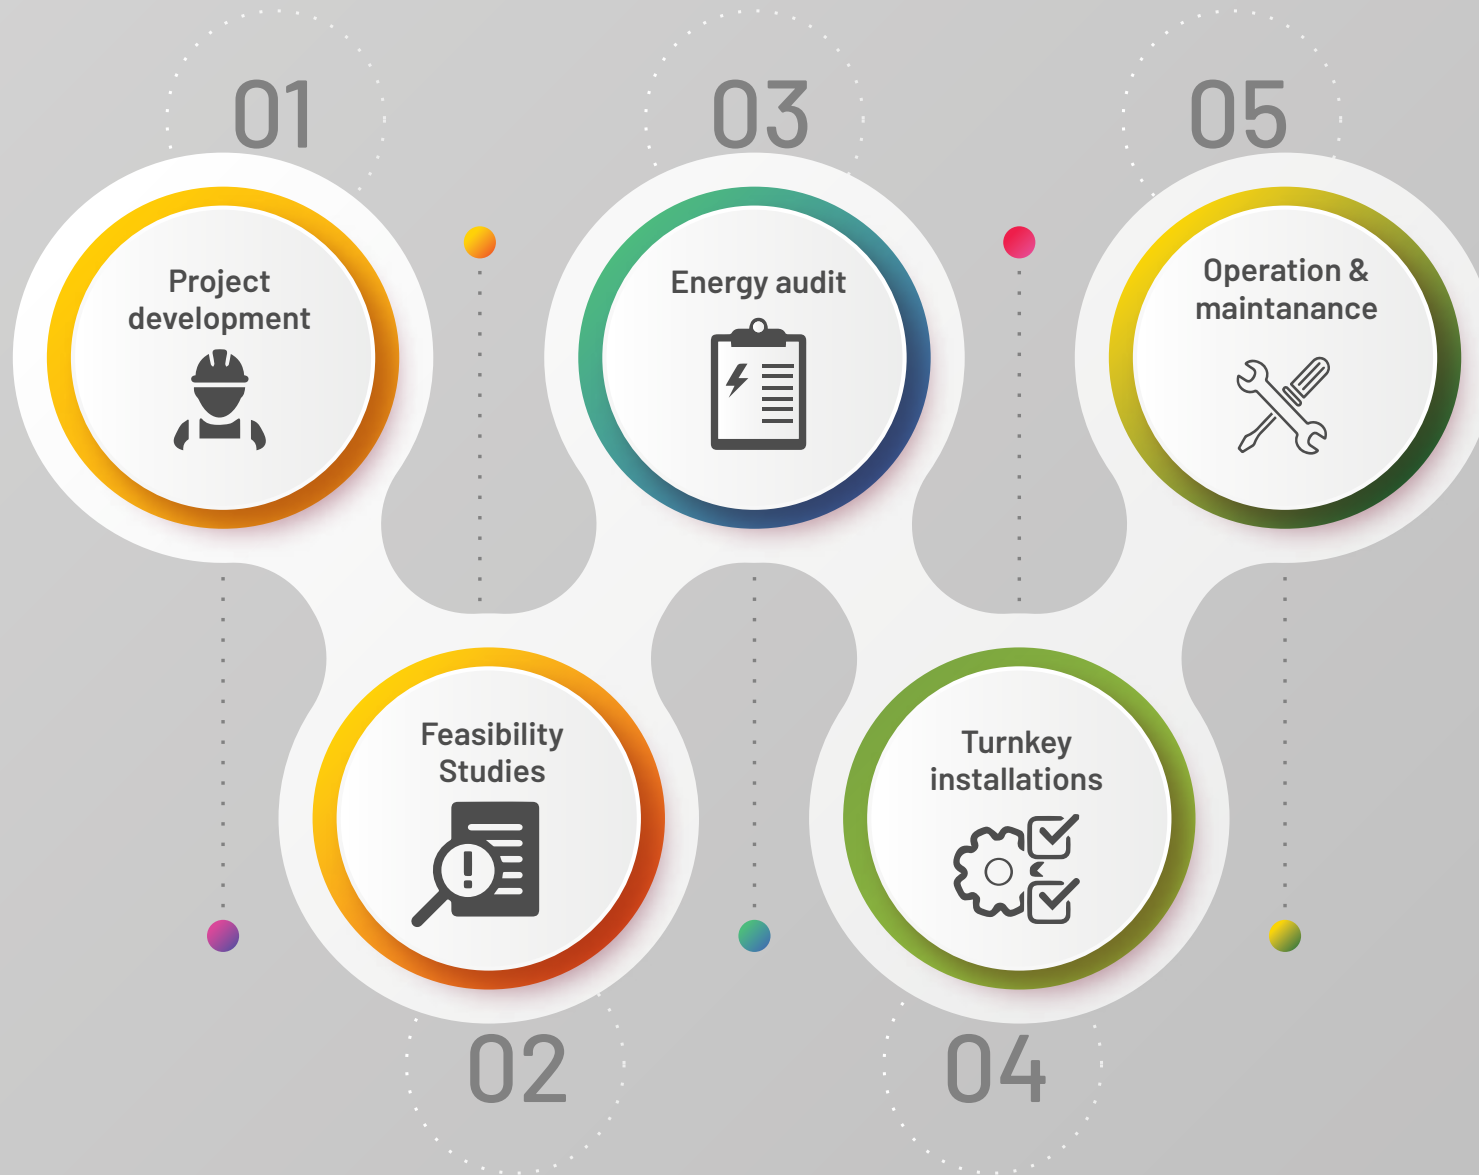 01
Project
development
02
Feasibility
Studies
03
Energy audit
04
Turnkey
installations
05
Operation &
maintanance